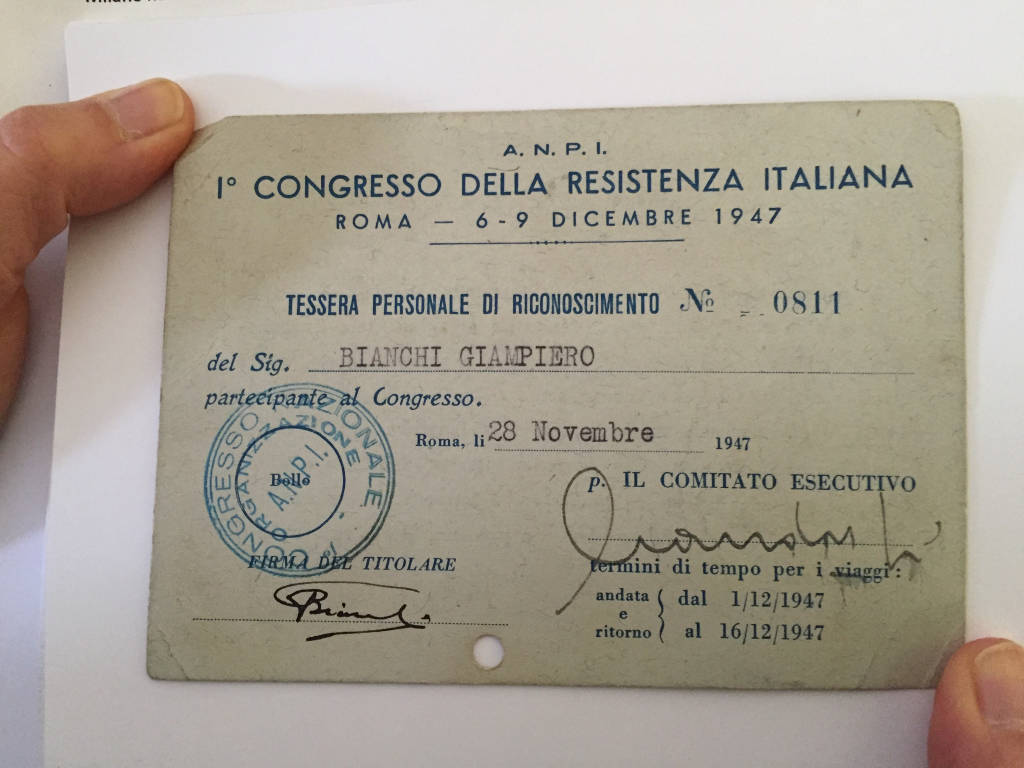 A. N. P. I.
1° CONGRESSO DELLA RESISTENZA ITALIANA
ROMA — 6-9 DICEMBRE 1947
TESSERA PERSONALE DI RICONOSCIMENTO No 0811
del Sig. BIANCHI GIAMPIERO
partecipante al Congresso.
Roma, li 28 Novembre 1947
CONGRESSO NAZIONALE
ORGANIZZAZIONE
A.N.P.I.
Bollo
p. IL COMITATO ESECUTIVO
FIRMA DEL TITOLARE
termini di tempo per i viaggi:
andata e ritorno { dal 1/12/1947
al 16/12/1947